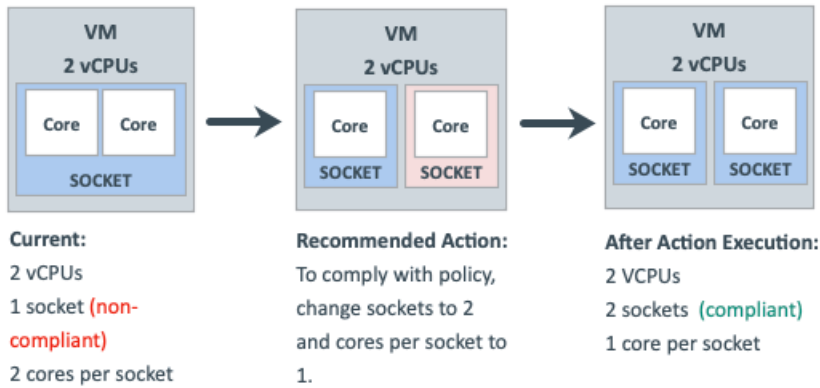 VM
2 vCPUs
Core
Core
SOCKET
VM
2 vCPUs
Core
Core
SOCKET
SOCKET
VM
2 vCPUs
Core
Core
SOCKET
SOCKET
Current:
2 vCPUs
1 socket (non-
compliant)
2 cores per socket
Recommended Action:
To comply with policy,
change sockets to 2
and cores per socket to
1.
After Action Execution:
2 VCPUs
2 sockets (compliant)
1 core per socket